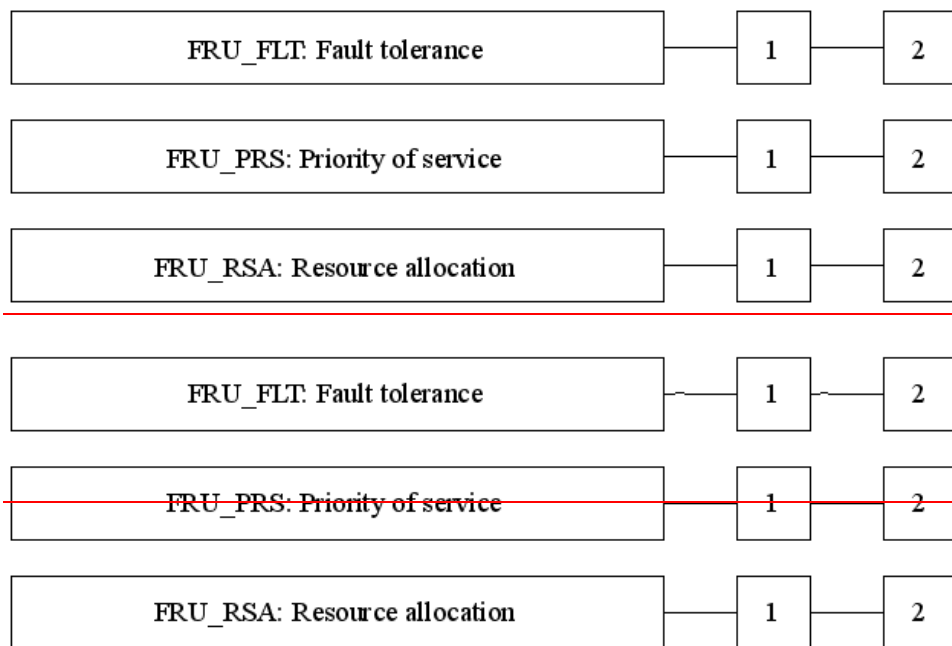 FRU_FLT: Fault tolerance 1 2
FRU_PRS: Priority of service 1 2
FRU_RSA: Resource allocation 1 2
FRU_FLT: Fault tolerance 1 2
FRU_PRS: Priority of service 1 2
FRU_RSA: Resource allocation 1 2